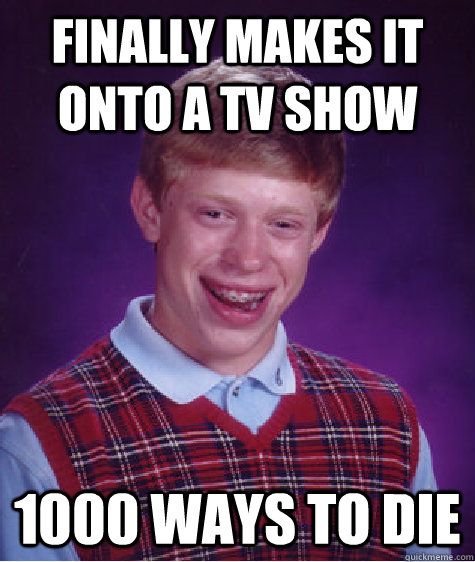 FINALLY MAKES IT
ONTO A TV SHOW
1000 WAYS TO DIE
quickmeme.com